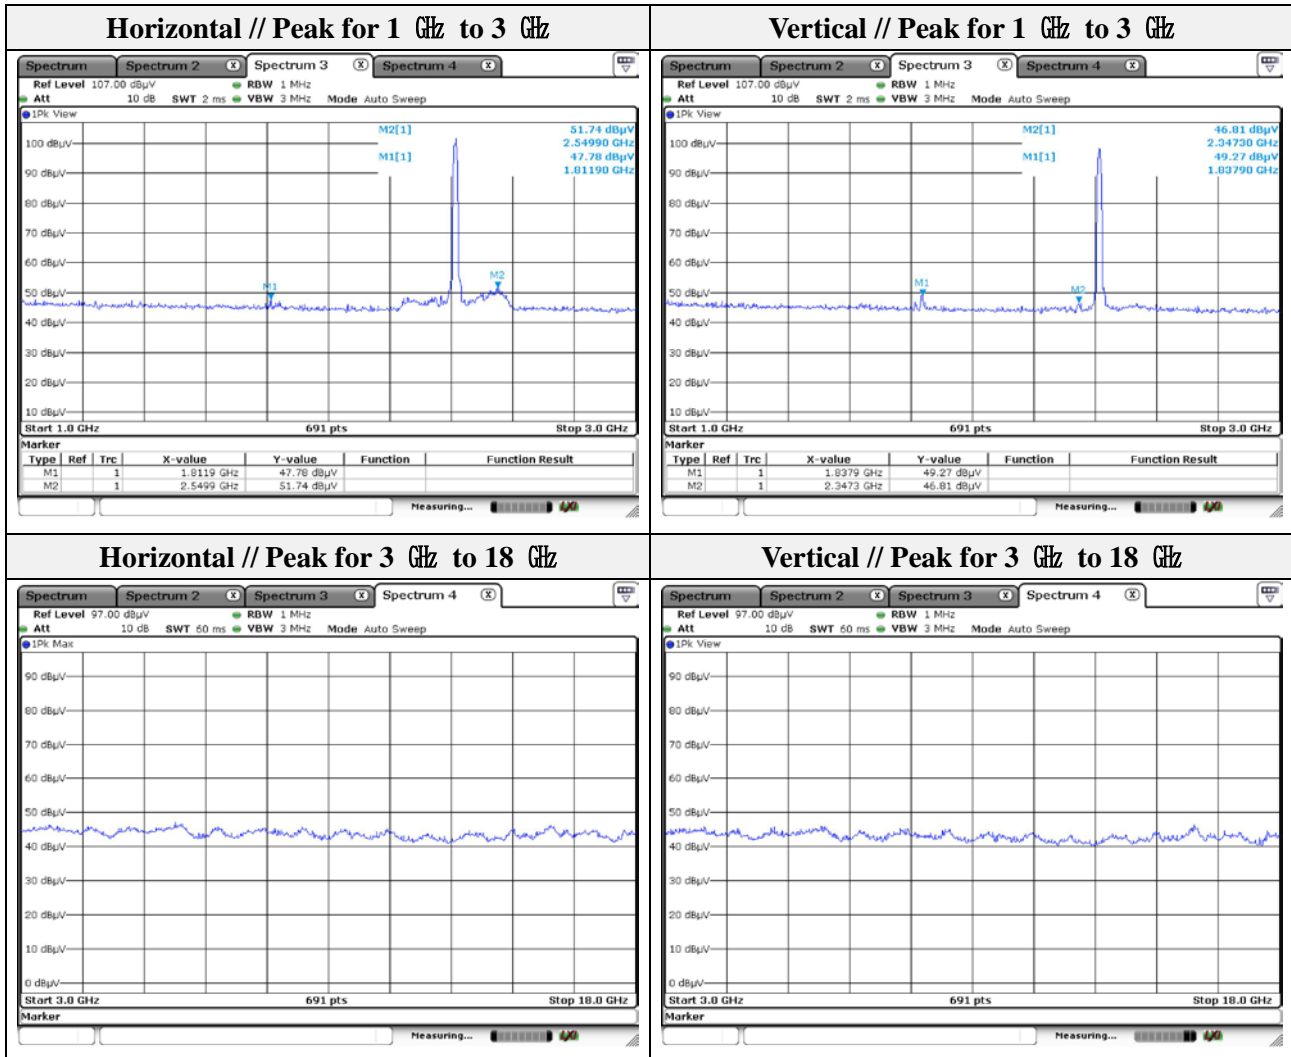 Horizontal // Peak for 1 ㎓ to 3 ㎓
Vertical // Peak for 1 ㎓ to 3 ㎓
Spectrum Spectrum 2 Spectrum 3 Spectrum 4
Ref Level 107.00 dBµV RBW 1 MHz
Att 10 dB SWT 2 ms VBW 3 MHz Mode Auto Sweep
1Pk View
M2[1] 51.74 dBµV
2.54990 GHz
M1[1] 47.78 dBµV
1.81190 GHz
100 dBµV
90 dBµV
80 dBµV
70 dBµV
60 dBµV
50 dBµV
40 dBµV
30 dBµV
20 dBµV
10 dBµV
M1
M2
Start 1.0 GHz 691 pts Stop 3.0 GHz
Marker
Type Ref Trc X-value Y-value Function Function Result
M1 1 1.8119 GHz 47.78 dBµV
M2 1 2.5499 GHz 51.74 dBµV
Measuring...
Spectrum Spectrum 2 Spectrum 3 Spectrum 4
Ref Level 107.00 dBµV RBW 1 MHz
Att 10 dB SWT 2 ms VBW 3 MHz Mode Auto Sweep
1Pk View
M2[1] 46.81 dBµV
2.34730 GHz
M1[1] 49.27 dBµV
1.83790 GHz
100 dBµV
90 dBµV
80 dBµV
70 dBµV
60 dBµV
50 dBµV
40 dBµV
30 dBµV
20 dBµV
10 dBµV
M1
M2
Start 1.0 GHz 691 pts Stop 3.0 GHz
Marker
Type Ref Trc X-value Y-value Function Function Result
M1 1 1.8379 GHz 49.27 dBµV
M2 1 2.3473 GHz 46.81 dBµV
Measuring...
Horizontal // Peak for 3 ㎓ to 18 ㎓
Vertical // Peak for 3 ㎓ to 18 ㎓
Spectrum Spectrum 2 Spectrum 3 Spectrum 4
Ref Level 97.00 dBµV RBW 1 MHz
Att 10 dB SWT 60 ms VBW 3 MHz Mode Auto Sweep
1Pk Max
90 dBµV
80 dBµV
70 dBµV
60 dBµV
50 dBµV
40 dBµV
30 dBµV
20 dBµV
10 dBµV
0 dBµV
Start 3.0 GHz 691 pts Stop 18.0 GHz
Marker
Measuring...
Spectrum Spectrum 2 Spectrum 3 Spectrum 4
Ref Level 97.00 dBµV RBW 1 MHz
Att 10 dB SWT 60 ms VBW 3 MHz Mode Auto Sweep
1Pk View
90 dBµV
80 dBµV
70 dBµV
60 dBµV
50 dBµV
40 dBµV
30 dBµV
20 dBµV
10 dBµV
0 dBµV
Start 3.0 GHz 691 pts Stop 18.0 GHz
Marker
Measuring...